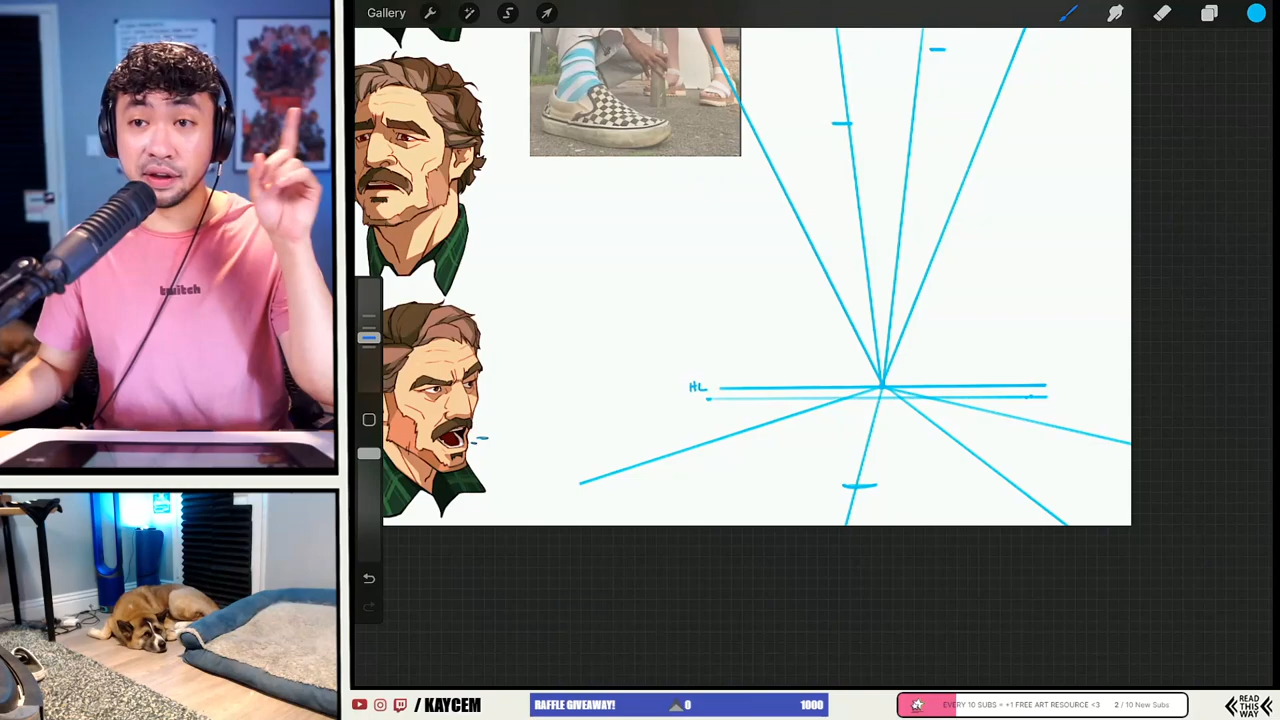 Gallery
twitch
HL
/ KAYCEM
RAFFLE GIVEAWAY!
0
1000
EVERY 10 SUBS = +1 FREE ART RESOURCE <3
2 / 10 New Subs
READ
THIS
WAY